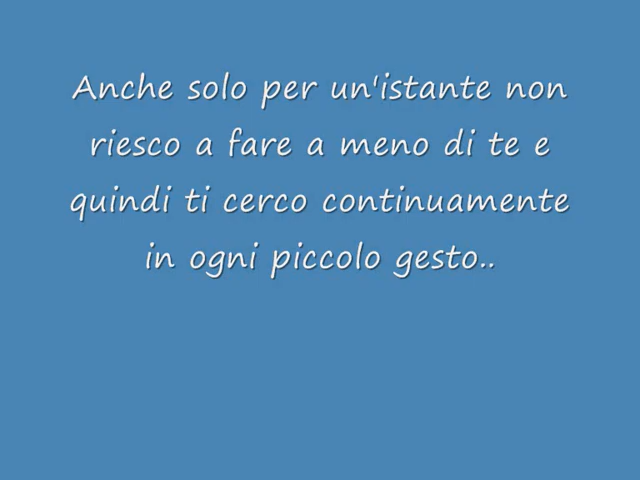 Anche solo per un'istante non
riesco a fare a meno di te e
quindi ti cerco continuamente
in ogni piccolo gesto..